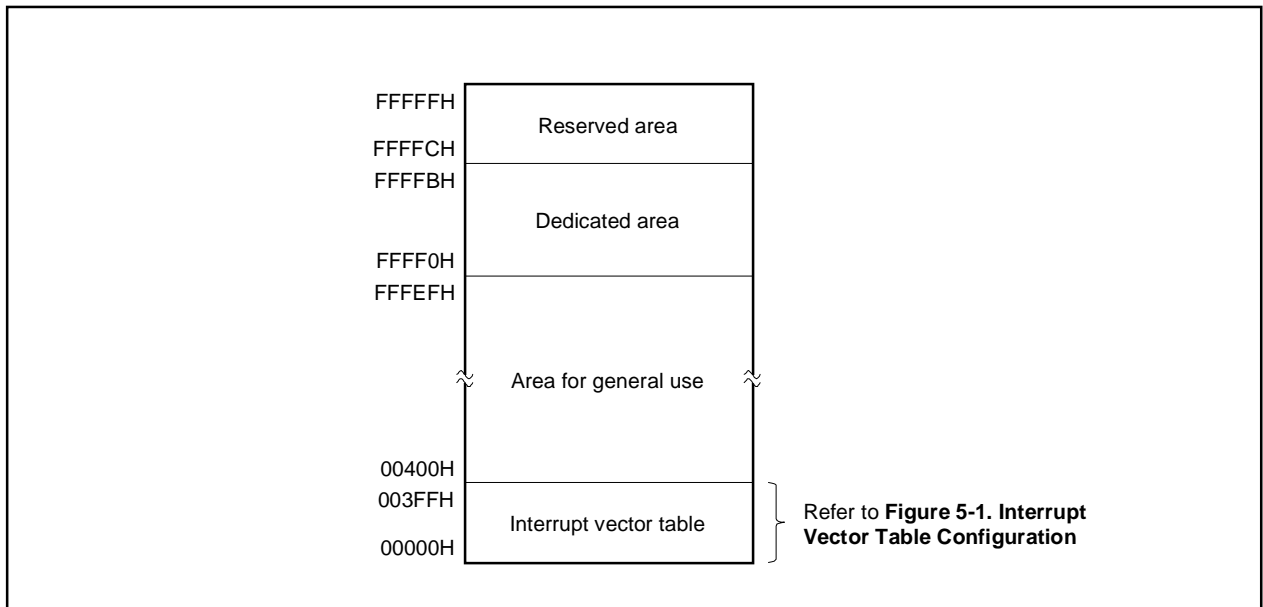 FFFFFH
Reserved area
FFFFCH
FFFFBH
Dedicated area
FFFF0H
FFFEFH
Area for general use
00400H
003FFH
Interrupt vector table
00000H
Refer to Figure 5-1. Interrupt
Vector Table Configuration